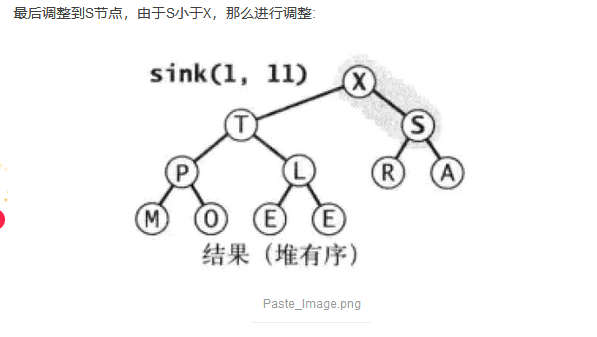 最后调整到S节点，由于S小于X，那么进行调整:
sink(1, 11)
X
T
S
P
L
R
A
M
O
E
E
结果（堆有序）
Paste_Image.png